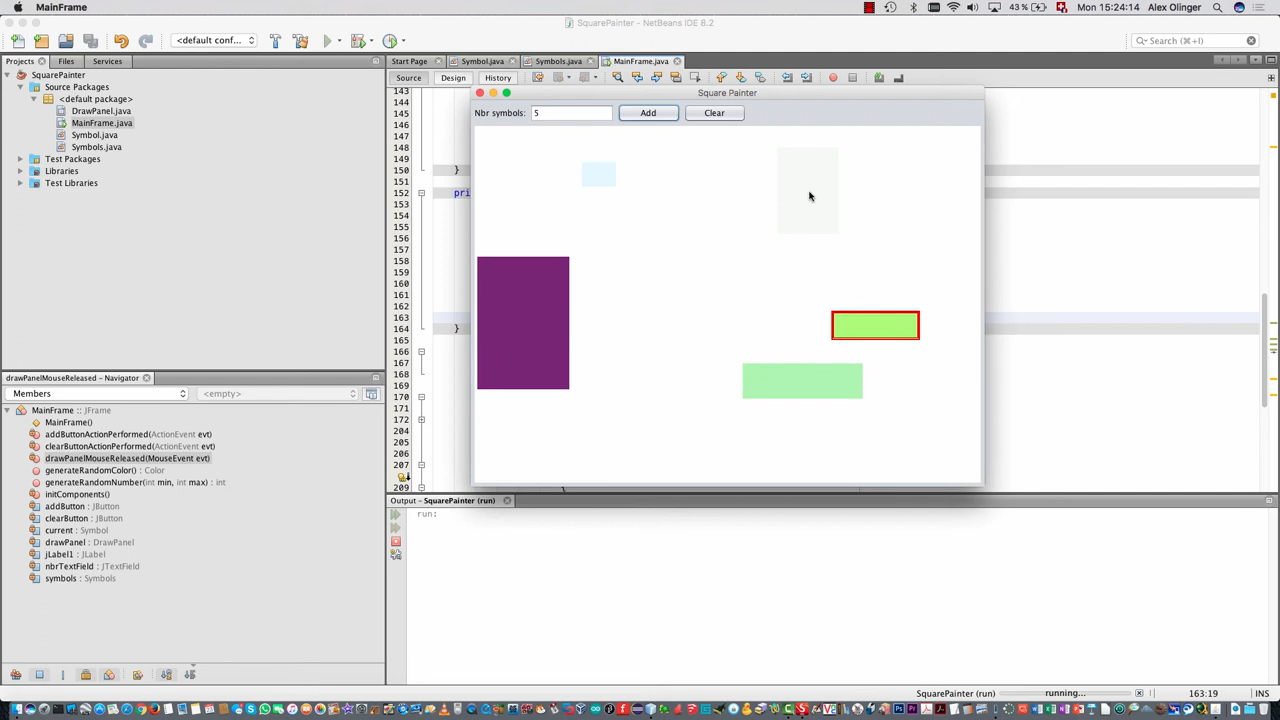 MainFrame
43 %
Mon 15:24:14
Alex Olinger
SquarePainter - NetBeans IDE 8.2
<default conf...
Search (⌘+I)
Projects
Files
Services
Start Page
Symbol.java
Symbols.java
MainFrame.java
Source
Design
History
SquarePainter
Source Packages
<default package>
DrawPanel.java
MainFrame.java
Symbol.java
Symbols.java
Test Packages
Libraries
Test Libraries
Square Painter
Nbr symbols:
5
Add
Clear
143
144
145
146
147
148
149
150
}
151
152
pri
153
154
155
156
157
158
159
160
161
162
163
164
}
165
166
167
168
169
170
171
172
203
204
205
206
207
209
{
drawPanelMouseReleased - Navigator
Members
<empty>
MainFrame :: JFrame
MainFrame()
addButtonActionPerformed(ActionEvent evt)
clearButtonActionPerformed(ActionEvent evt)
drawPanelMouseReleased(MouseEvent evt)
generateRandomColor() : Color
generateRandomNumber(int min, int max) : int
initComponents()
addButton : JButton
clearButton : JButton
current : Symbol
drawPanel : DrawPanel
jLabel1 : JLabel
nbrTextField : JTextField
symbols : Symbols
Output - SquarePainter (run)
run:
SquarePainter (run)
running...
163:19
INS